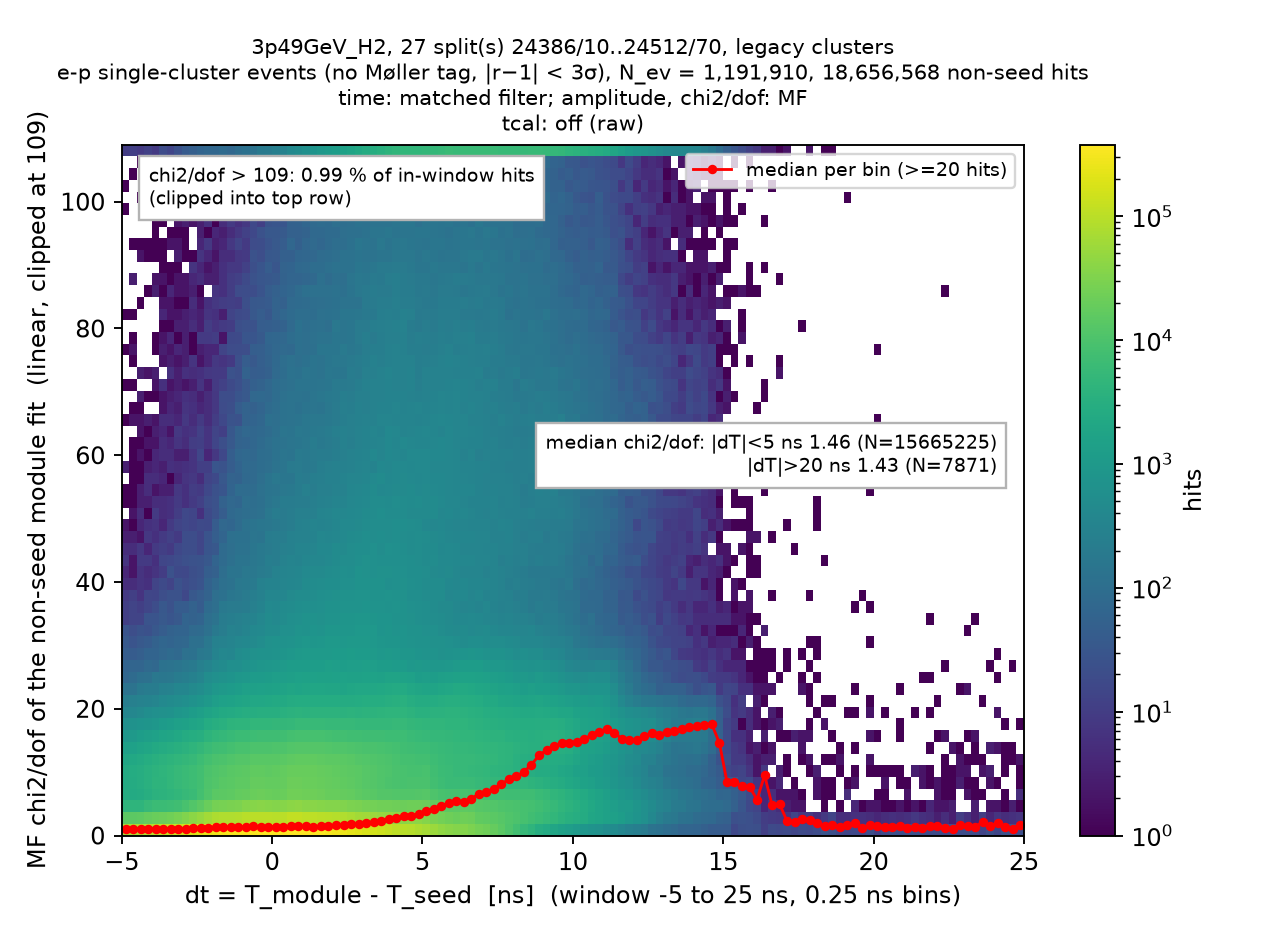 3p49GeV_H2, 27 split(s) 24386/10..24512/70, legacy clusters
e-p single-cluster events (no Møller tag, |r−1| < 3σ), N_ev = 1,191,910, 18,656,568 non-seed hits
time: matched filter; amplitude, chi2/dof: MF
tcal: off (raw)
chi2/dof > 109: 0.99 % of in-window hits
(clipped into top row)
median per bin (>=20 hits)
median chi2/dof: |dT|<5 ns 1.46 (N=15665225)
|dT|>20 ns 1.43 (N=7871)
MF chi2/dof of the non-seed module fit (linear, clipped at 109)
100
80
60
40
20
0
−5
0
5
10
15
20
25
dt = T_module - T_seed [ns] (window -5 to 25 ns, 0.25 ns bins)
10^5
10^4
10^3
10^2
10^1
10^0
hits